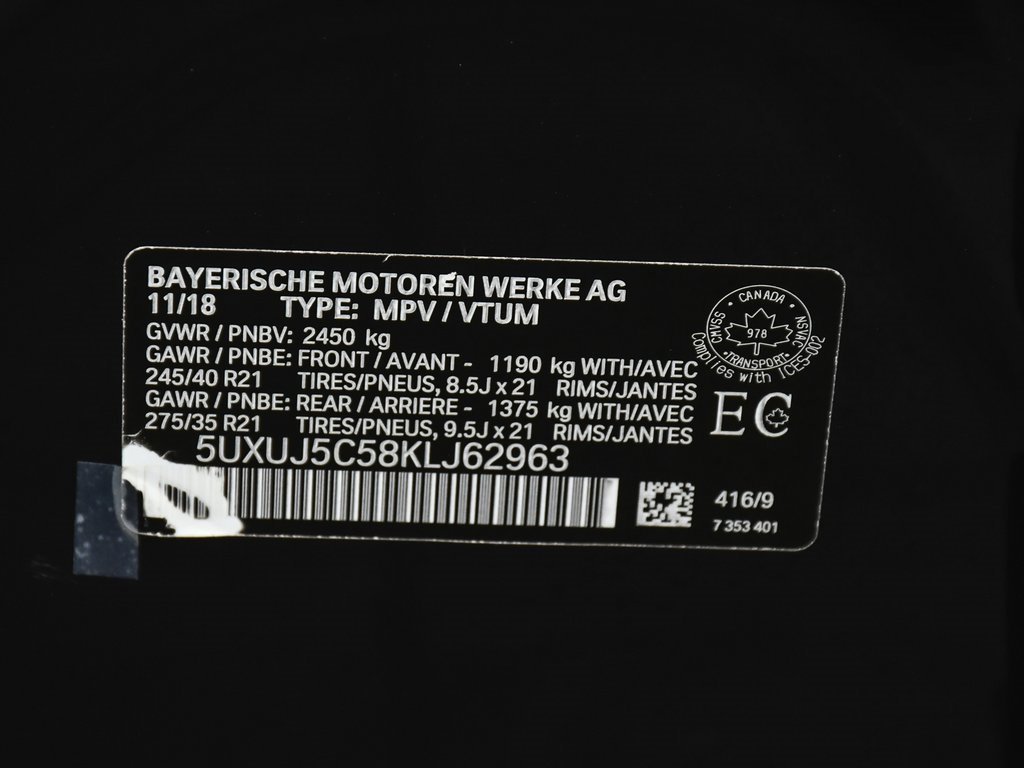 BAYERISCHE MOTOREN WERKE AG
11/18 TYPE: MPV / VTUM
GVWR / PNBV: 2450 kg
GAWR / PNBE: FRONT / AVANT - 1190 kg WITH/AVEC
245/40 R21 TIRES/PNEUS, 8.5J x 21 RIMS/JANTES
GAWR / PNBE: REAR / ARRIERE - 1375 kg WITH/AVEC
275/35 R21 TIRES/PNEUS, 9.5J x 21 RIMS/JANTES
5UXUJ5C58KLJ62963
CANADA
CMVSS
NSVAC
978
TRANSPORT
Complies with ICES-002
EC
416/9
7 353 401